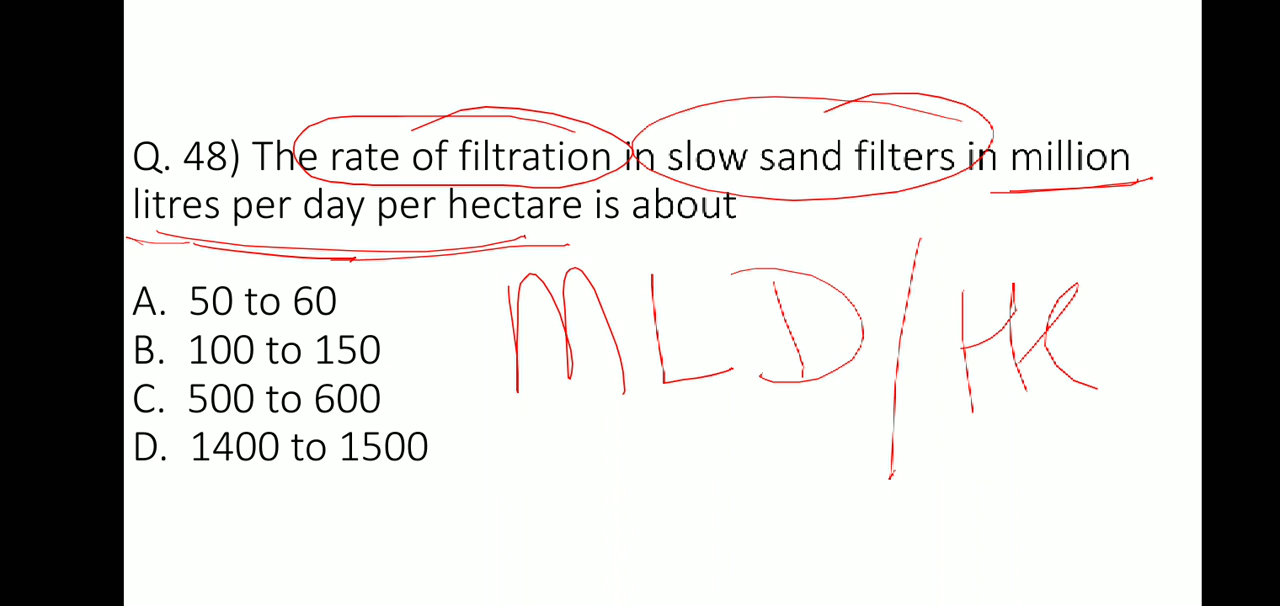 Q. 48) The rate of filtration in slow sand filters in million
litres per day per hectare is about
A. 50 to 60
B. 100 to 150
C. 500 to 600
D. 1400 to 1500
MLD/